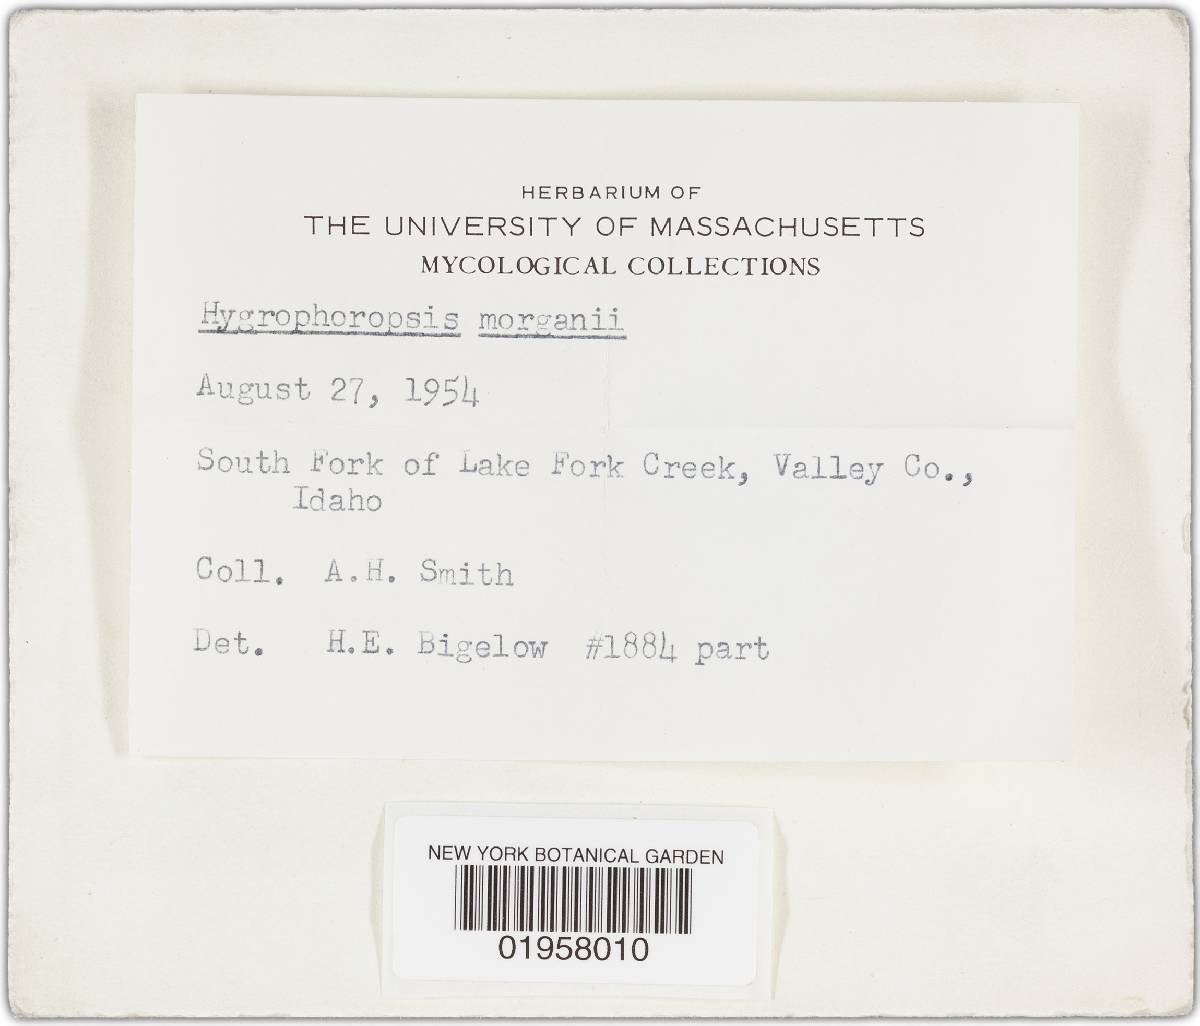 HERBARIUM OF
THE UNIVERSITY OF MASSACHUSETTS
MYCOLOGICAL COLLECTIONS
Hygrophoropsis morganii
August 27, 1954
South Fork of Lake Fork Creek, Valley Co.,
Idaho
Coll. A.H. Smith
Det. H.E. Bigelow #1884 part
NEW YORK BOTANICAL GARDEN
01958010